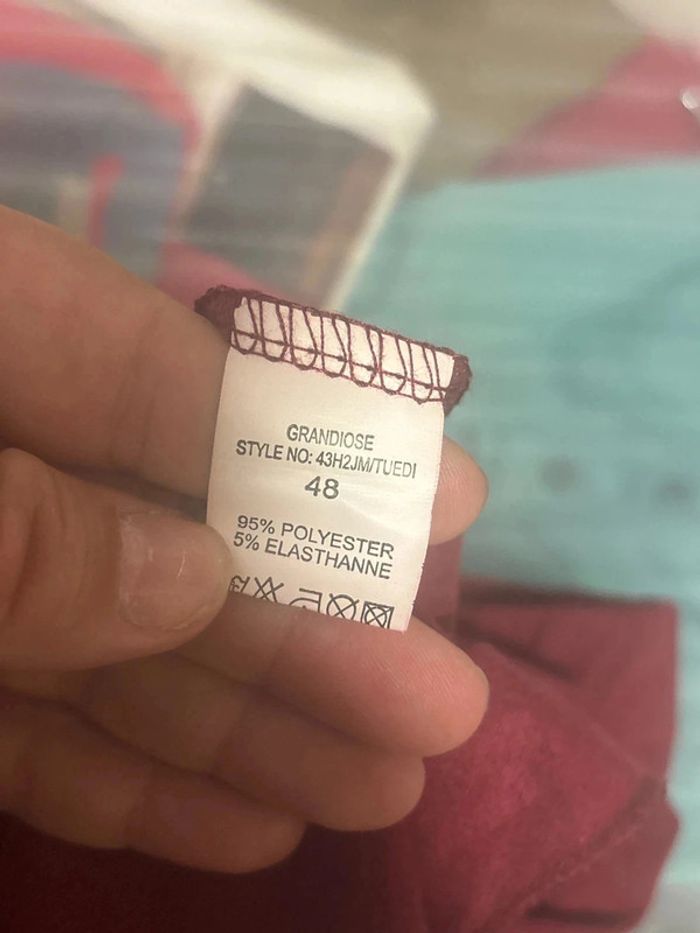 GRANDIOSE
STYLE NO: 43H2JM/TUEDI
48
95% POLYESTER
5% ELASTHANNE